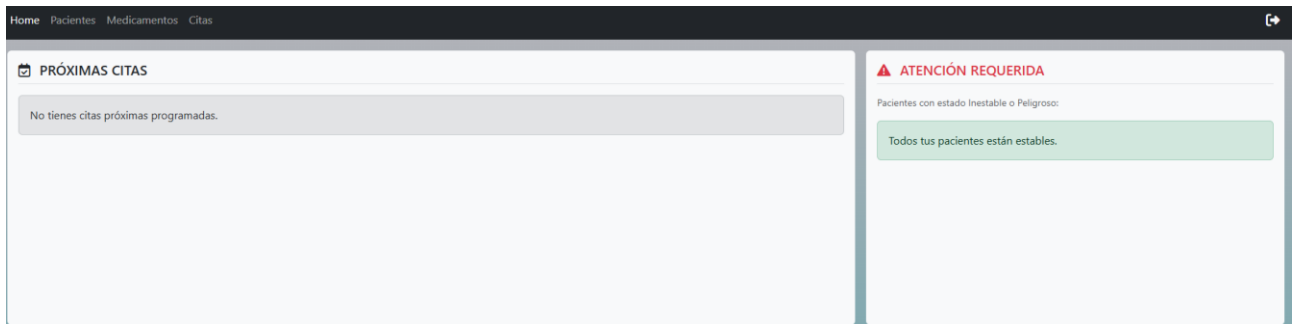 Home Pacientes Medicamentos Citas
PRÓXIMAS CITAS
No tienes citas próximas programadas.
ATENCIÓN REQUERIDA
Pacientes con estado Inestable o Peligroso:
Todos tus pacientes están estables.